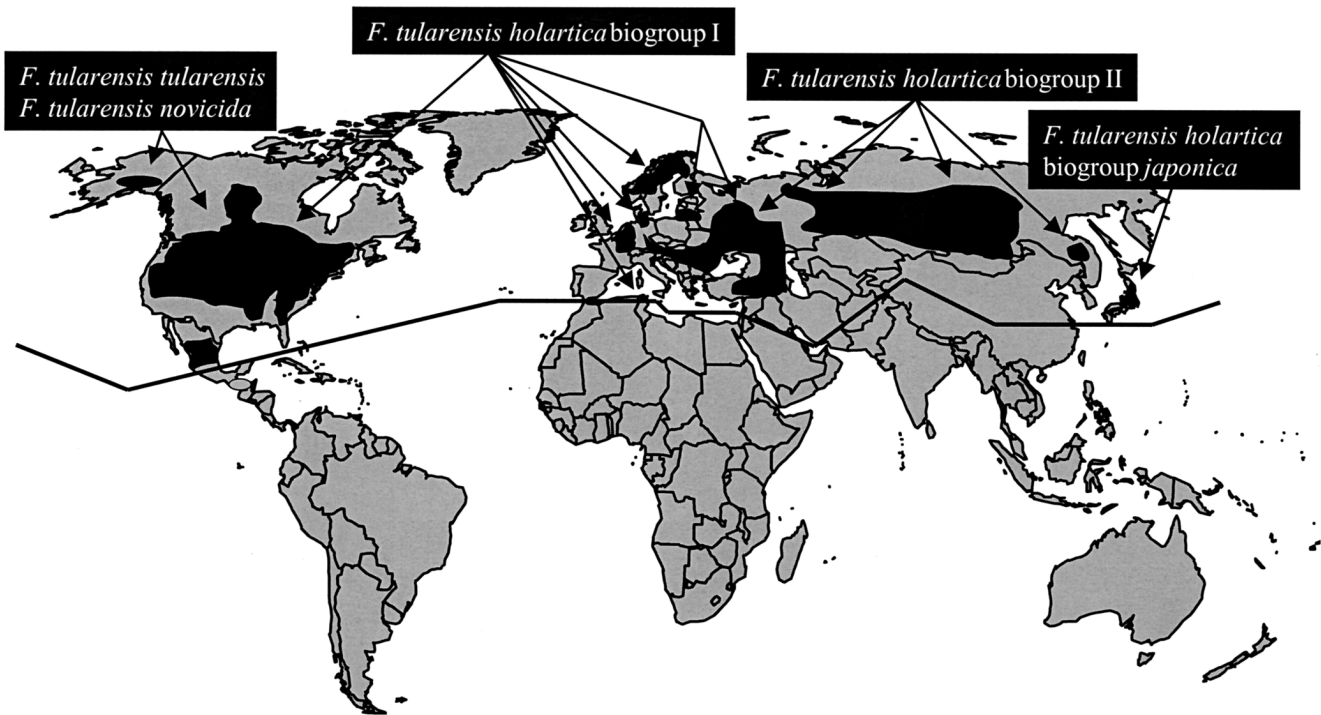 F. tularensis holartica biogroup I
F. tularensis tularensis
F. tularensis novicida
F. tularensis holartica biogroup II
F. tularensis holartica
biogroup japonica